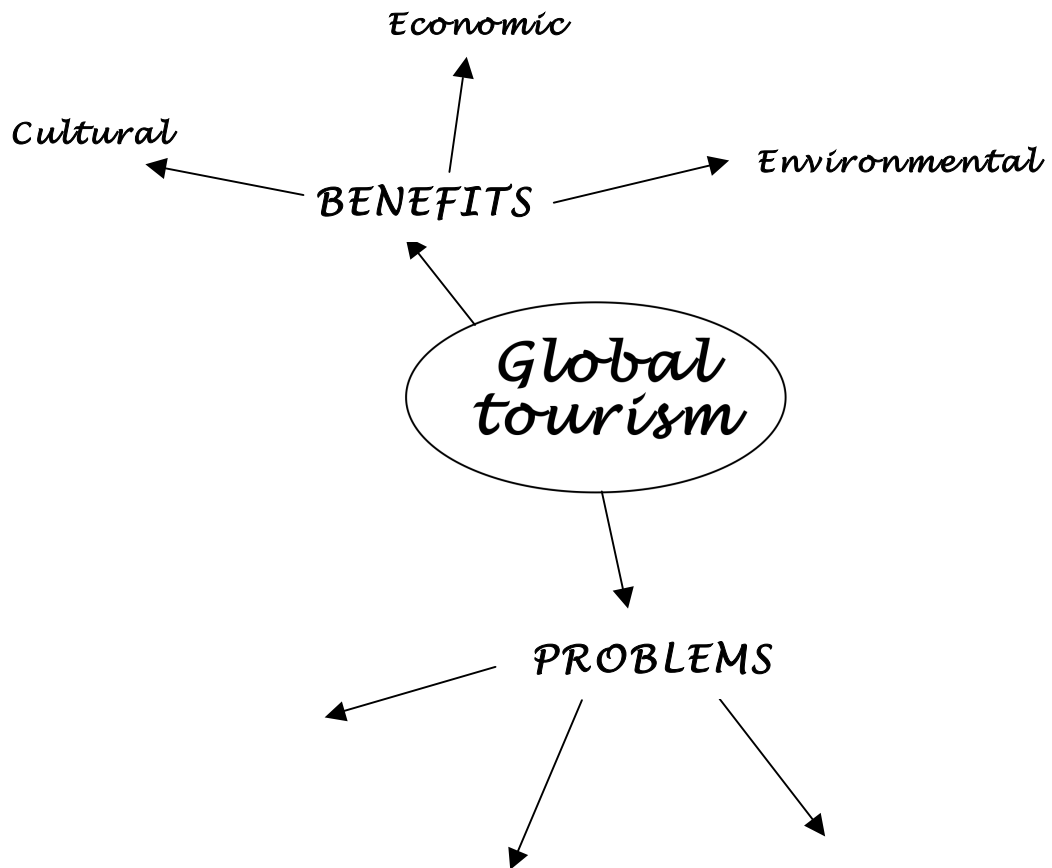 Economic
Cultural
Environmental
BENEFITS
Global
tourism
PROBLEMS